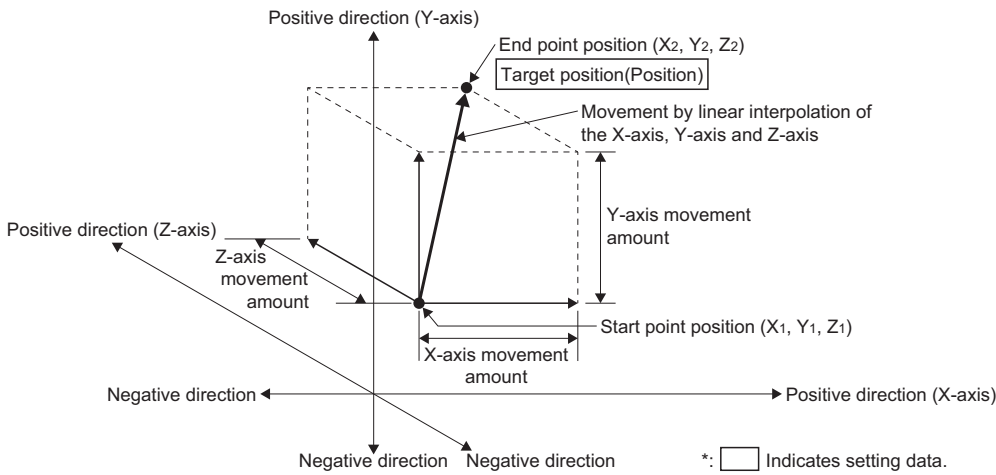 Positive direction (Y-axis)
End point position (X2, Y2, Z2)
Target position(Position)
Movement by linear interpolation of
the X-axis, Y-axis and Z-axis
Y-axis movement
amount
Positive direction (Z-axis)
Z-axis
movement
amount
Start point position (X1, Y1, Z1)
X-axis movement
amount
Negative direction
Positive direction (X-axis)
Negative direction
Negative direction
*: Indicates setting data.